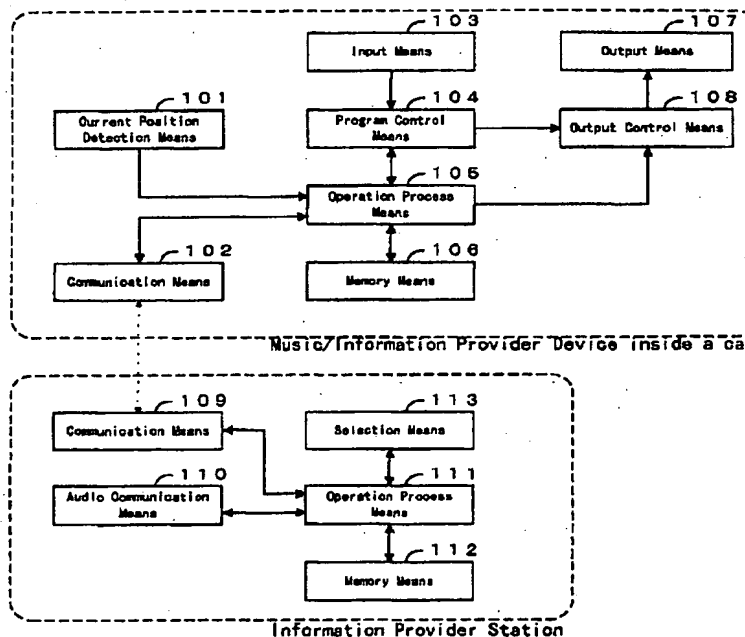 103
Input Means
107
Output Means
101
Current Position
Detection Means
104
Program Control
Means
108
Output Control Means
105
Operation Process
Means
102
Communication Means
106
Memory Means
Music/Information Provider Device inside a ca
109
Communication Means
113
Selection Means
110
Audio Communication
Means
111
Operation Process
Means
112
Memory Means
Information Provider Station